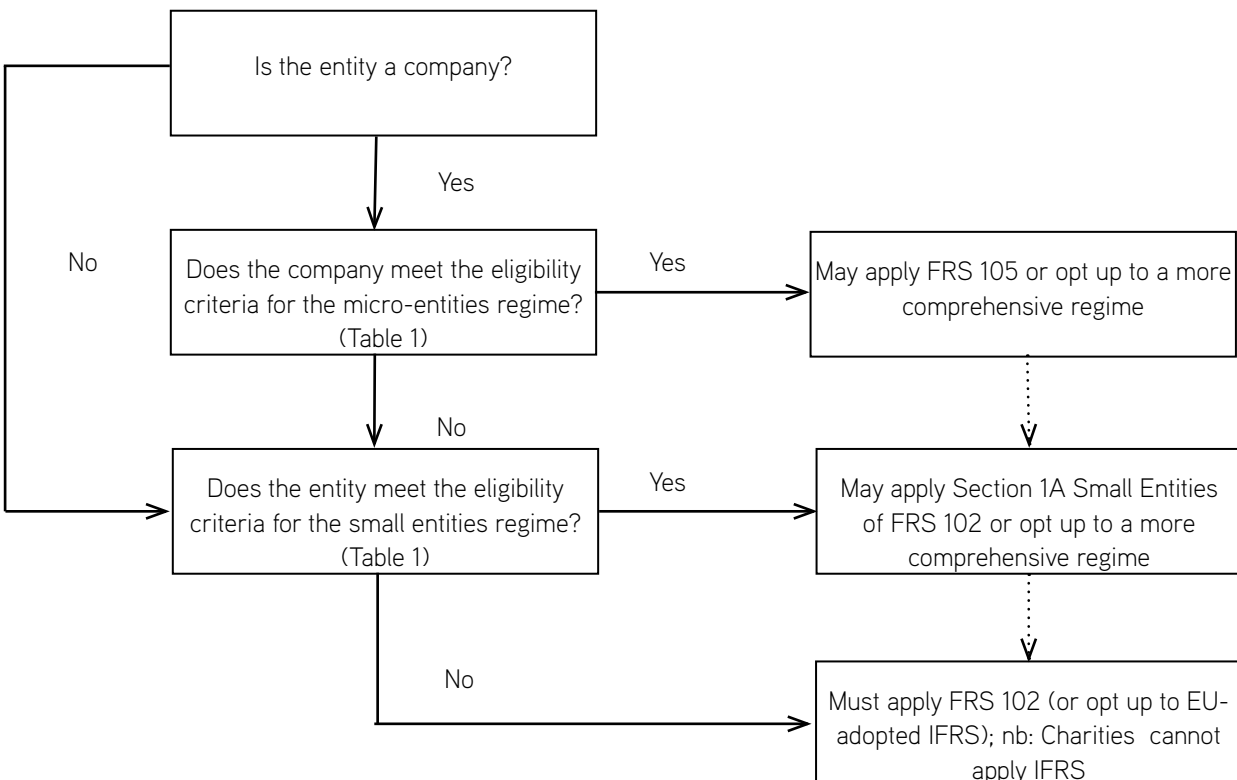 Is the entity a company?
Yes
No
Does the company meet the eligibility
criteria for the micro-entities regime?
(Table 1)
Yes
May apply FRS 105 or opt up to a more
comprehensive regime
No
Does the entity meet the eligibility
criteria for the small entities regime?
(Table 1)
Yes
May apply Section 1A Small Entities
of FRS 102 or opt up to a more
comprehensive regime
No
Must apply FRS 102 (or opt up to EU-
adopted IFRS); nb: Charities cannot
apply IFRS